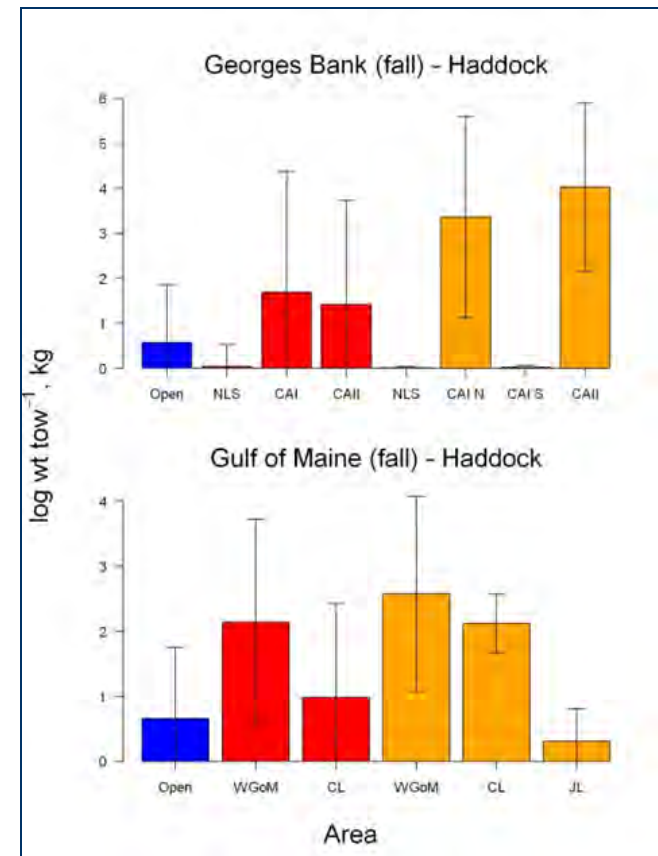 Georges Bank (fall) - Haddock
6
5
4
3
2
1
0
Open NLS CAI CAII NLS CAI N CAI S CAII
log wt tow⁻¹, kg
Gulf of Maine (fall) - Haddock
4
3
2
1
0
Open WGoM CL WGoM CL JL
Area